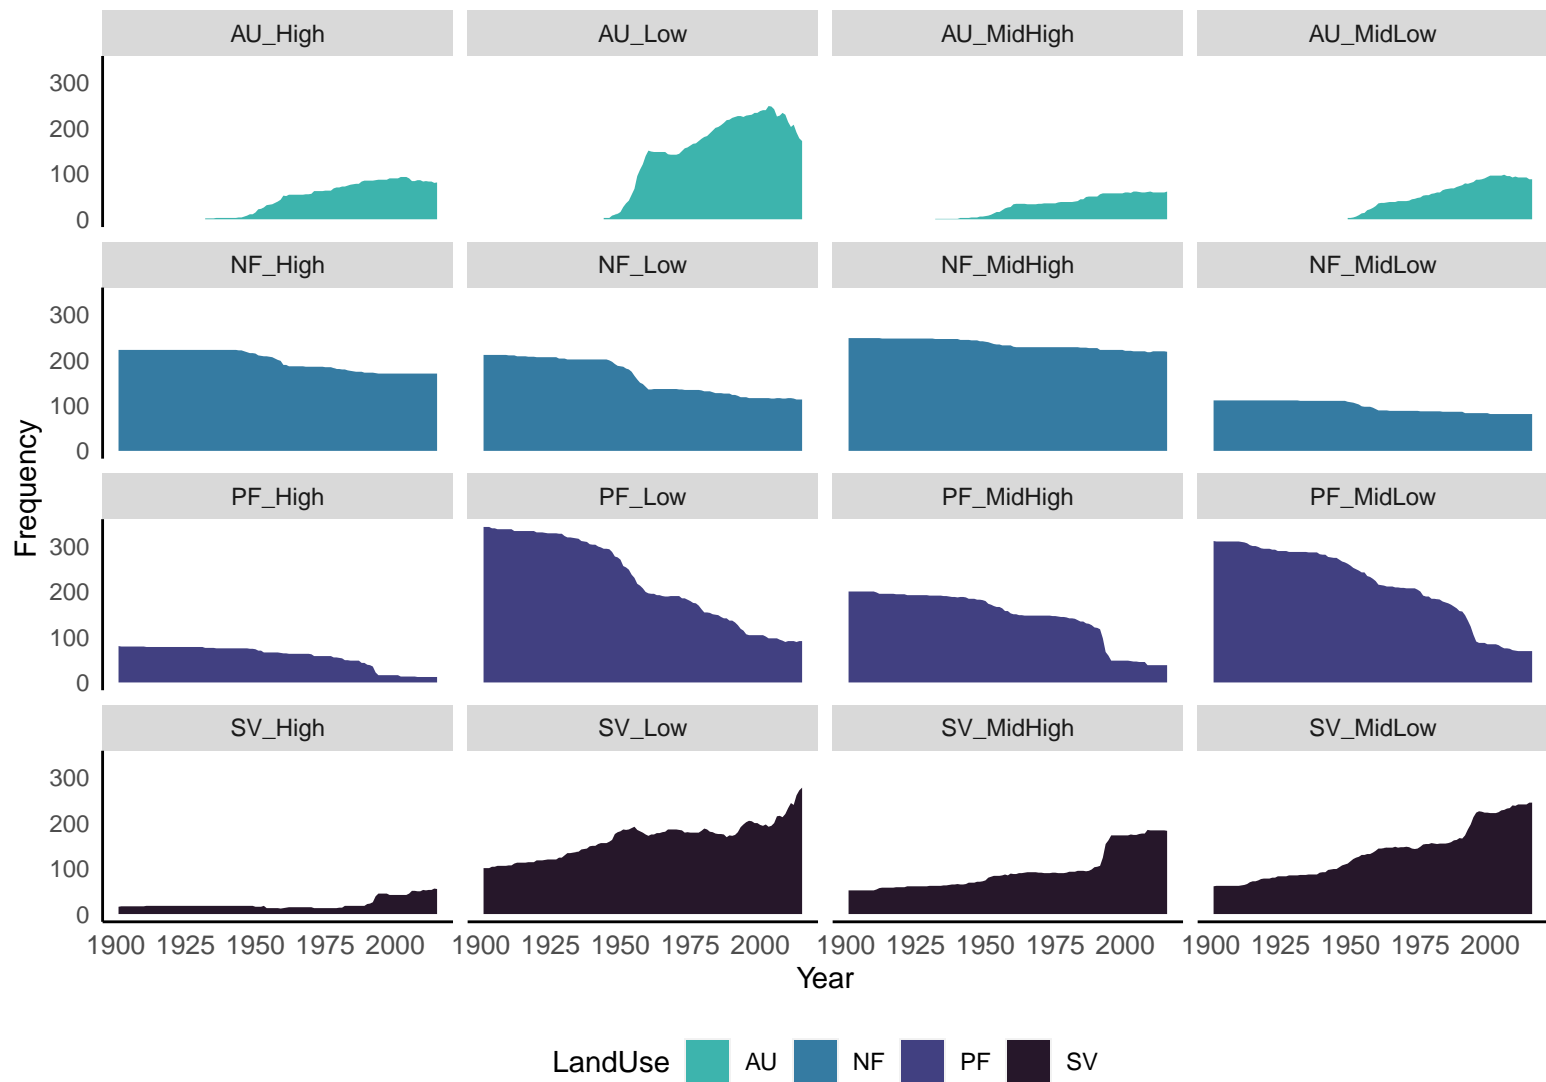 AU_High AU_Low AU_MidHigh AU_MidLow
300
200
100
0
NF_High NF_Low NF_MidHigh NF_MidLow
300
200
100
0
PF_High PF_Low PF_MidHigh PF_MidLow
300
200
100
0
SV_High SV_Low SV_MidHigh SV_MidLow
300
200
100
0
Frequency
1900 1925 1950 1975 2000 1900 1925 1950 1975 2000 1900 1925 1950 1975 2000 1900 1925 1950 1975 2000
Year
LandUse AU NF PF SV